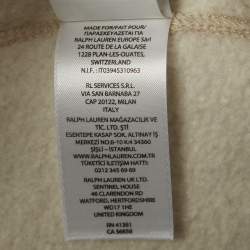 MADE FOR/FABRIQUÉ POUR/
ΠΑΡΑΣΚΕΥΑΖΕΤΑΙ ΓΙΑ
RALPH LAUREN EUROPE Sàrl
24 ROUTE DE LA GALAISE
1228 PLAN-LES-OUATES,
SWITZERLAND
N.I.F.: IT03945310963
RL SERVICES S.R.L.
VIA SAN BARNABA 27
CAP 20122, MILAN
ITALY
RALPH LAUREN MAĞAZACILIK VE
TİC. LTD. ŞTİ
ESENTEPE KASAP SOK. ALTINAY İŞ
MERKEZİ NO.8-10 K:4 34360
ŞİŞLİ - İSTANBUL
WWW.RALPHLAUREN.COM
TÜKETİCİ İLETİŞİM HATTI:
0212 345 69 69
RALPH LAUREN UK LTD.
SENTINEL HOUSE
46 CLARENDON RD
WATFORD, HERTFORDSHIRE
WD17 1HE
UNITED KINGDOM
RN 41381
CA 56858